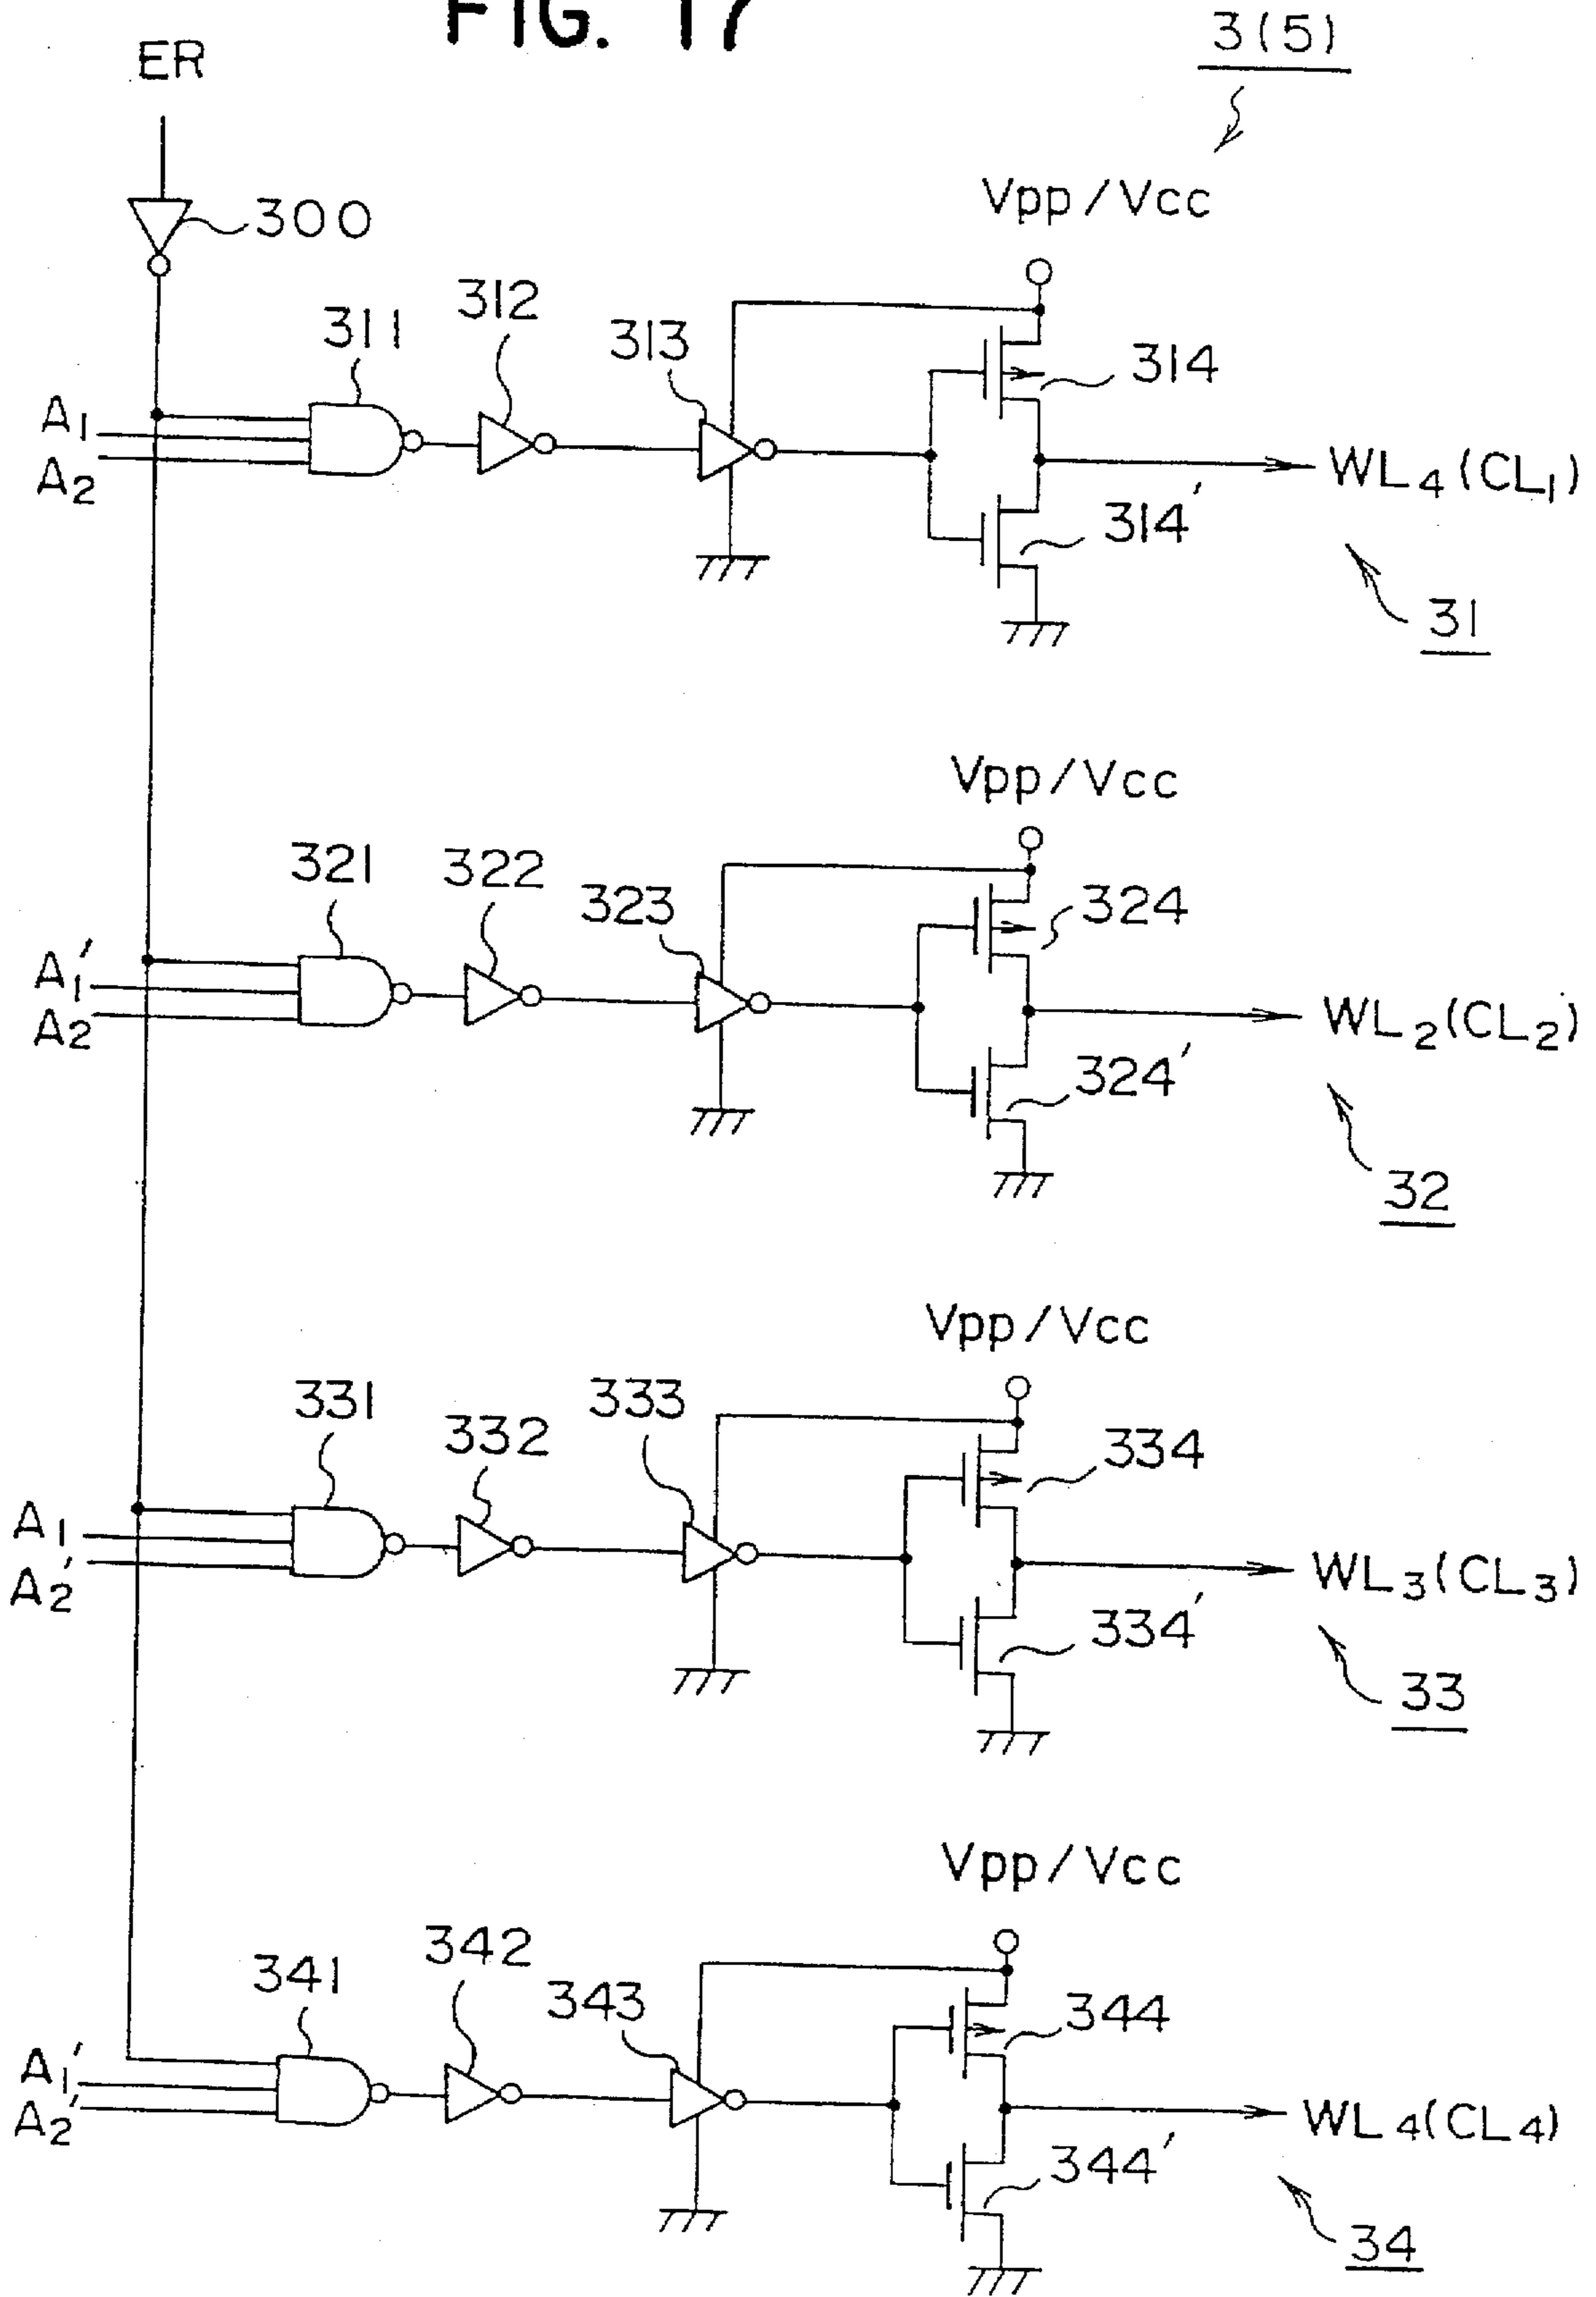 FIG. 17
3(5)
ER
300
Vpp/Vcc
312
311
313
314
A1
A2
WL4(CL1)
314'
31
Vpp/Vcc
321
322
323
324
A1'
A2
WL2(CL2)
324'
32
Vpp/Vcc
331
332
333
334
A1
A2'
WL3(CL3)
334'
33
Vpp/Vcc
341
342
343
344
A1'
A2'
WL4(CL4)
344'
34